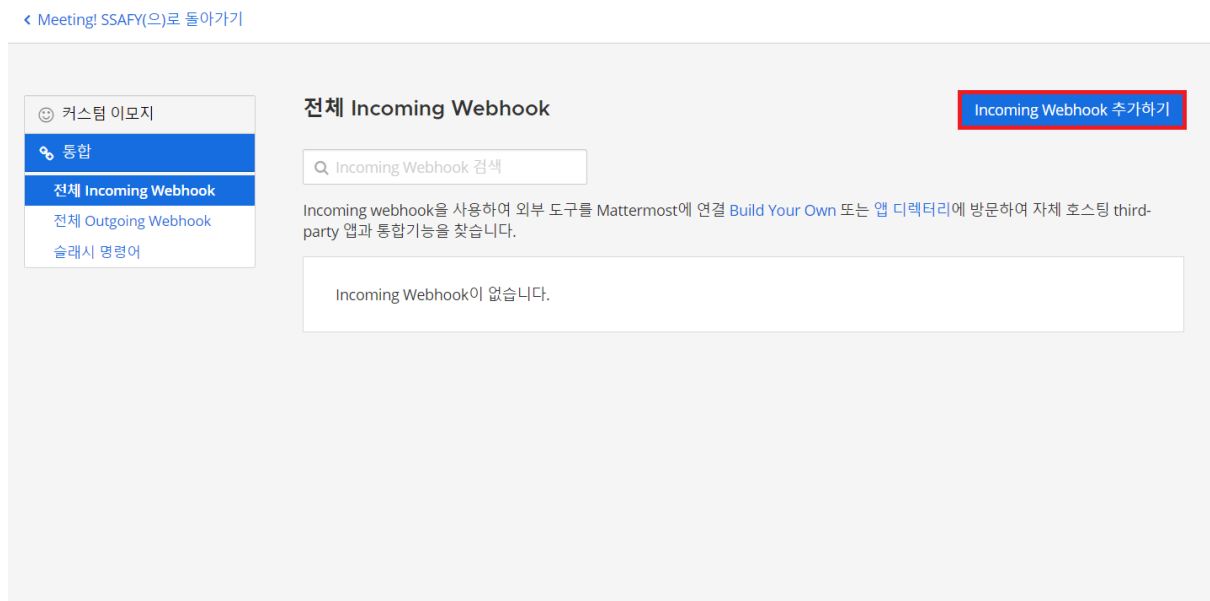 Meeting! SSAFY(으)로 돌아가기
커스텀 이모지
통합
전체 Incoming Webhook
전체 Outgoing Webhook
슬래시 명령어
전체 Incoming Webhook
Incoming Webhook 추가하기
Incoming Webhook 검색
Incoming webhook을 사용하여 외부 도구를 Mattermost에 연결 Build Your Own 또는 앱 디렉터리에 방문하여 자체 호스팅 third-
party 앱과 통합기능을 찾습니다.
Incoming Webhook이 없습니다.